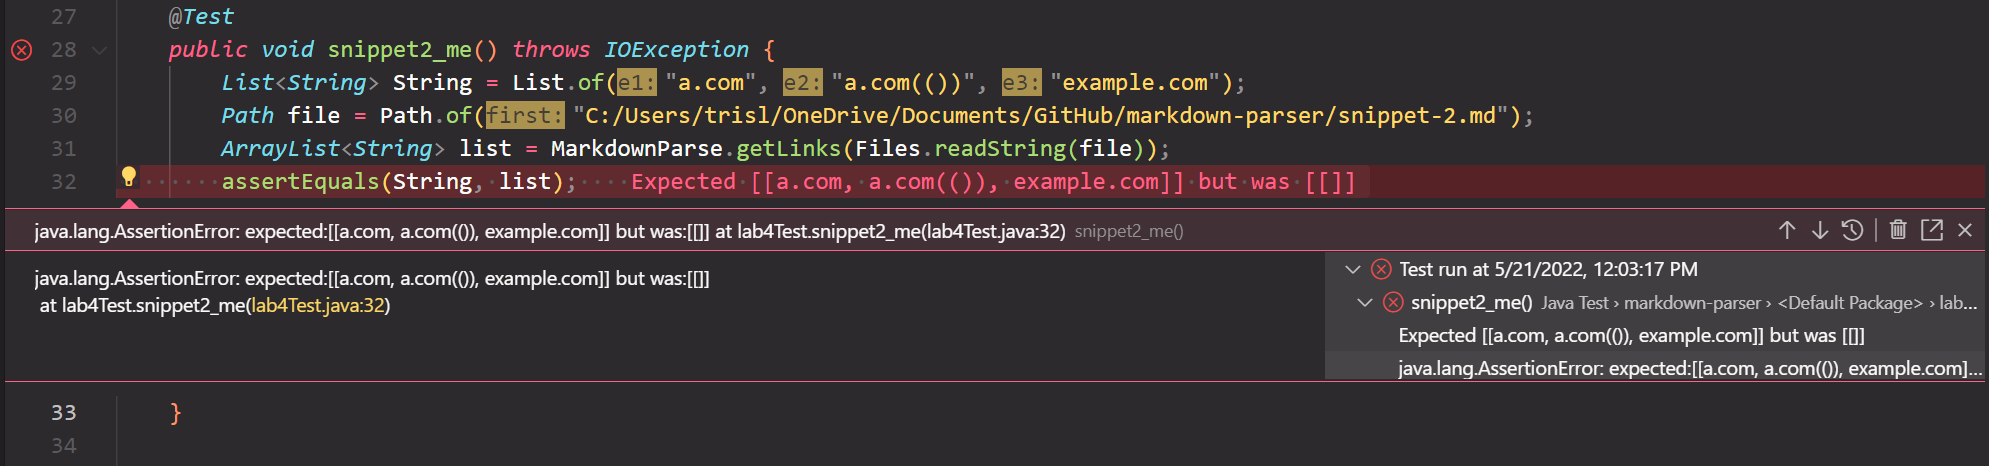 27 @Test
28 public void snippet2_me() throws IOException {
29 List<String> String = List.of(e1: "a.com", e2: "a.com(())", e3: "example.com");
30 Path file = Path.of(first: "C:/Users/trisl/OneDrive/Documents/GitHub/markdown-parser/snippet-2.md");
31 ArrayList<String> list = MarkdownParse.getLinks(Files.readString(file));
32 assertEquals(String, list); Expected [[a.com, a.com(()), example.com]] but was [[]]
java.lang.AssertionError: expected:[[a.com, a.com(()), example.com]] but was:[[]] at lab4Test.snippet2_me(lab4Test.java:32) snippet2_me()
java.lang.AssertionError: expected:[[a.com, a.com(()), example.com]] but was:[[]]
at lab4Test.snippet2_me(lab4Test.java:32)
Test run at 5/21/2022, 12:03:17 PM
snippet2_me() Java Test › markdown-parser › <Default Package> › lab...
Expected [[a.com, a.com(()), example.com]] but was [[]]
java.lang.AssertionError: expected:[[a.com, a.com(()), example.com]...
33 }
34